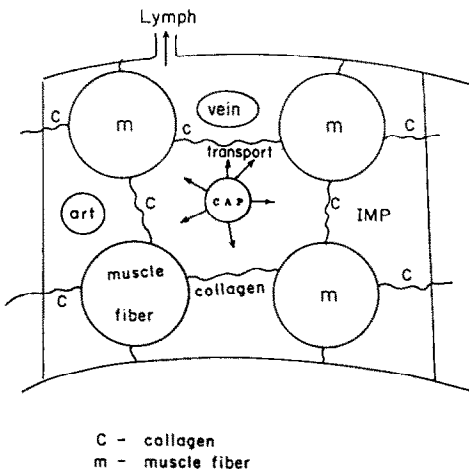 Lymph
vein
m
m
C
C
C
transport
C
C
CAP
art
IMP
muscle
fiber
C
collagen
C
m
C - collagen
m - muscle fiber